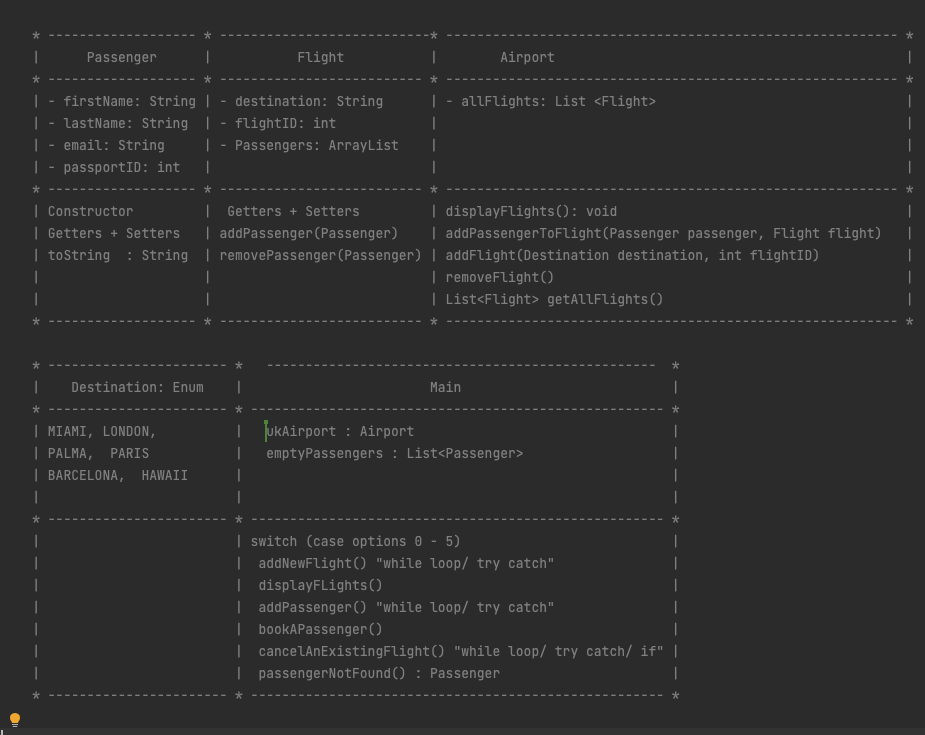 * ------------------- * ---------------------------* ---------------------------------------------------------- *
|      Passenger      |           Flight           |        Airport                                             |
* ------------------- * -------------------------- * ---------------------------------------------------------- *
| - firstName: String | - destination: String      | - allFlights: List <Flight>                                |
| - lastName: String  | - flightID: int            |                                                            |
| - email: String     | - Passengers: ArrayList    |                                                            |
| - passportID: int   |                            |                                                            |
* ------------------- * -------------------------- * ---------------------------------------------------------- *
| Constructor         |  Getters + Setters         | displayFlights(): void                                     |
| Getters + Setters   | addPassenger(Passenger)    | addPassengerToFlight(Passenger passenger, Flight flight)   |
| toString  : String  | removePassenger(Passenger) | addFlight(Destination destination, int flightID)           |
|                     |                            | removeFlight()                                             |
|                     |                            | List<Flight> getAllFlights()                               |
* ------------------- * -------------------------- * ---------------------------------------------------------- *
* ----------------------- *   --------------------------------------------------  *
|    Destination: Enum    |                        Main                           |
* ----------------------- * ----------------------------------------------------- *
| MIAMI, LONDON,          |   ukAirport : Airport                                 |
| PALMA,  PARIS           |   emptyPassengers : List<Passenger>                   |
| BARCELONA,  HAWAII      |                                                       |
|                         |                                                       |
* ----------------------- * ----------------------------------------------------- *
|                         | switch (case options 0 - 5)                           |
|                         |  addNewFlight() "while loop/ try catch"               |
|                         |  displayFLights()                                     |
|                         |  addPassenger() "while loop/ try catch"               |
|                         |  bookAPassenger()                                     |
|                         |  cancelAnExistingFlight() "while loop/ try catch/ if" |
|                         |  passengerNotFound() : Passenger                      |
* ----------------------- * ----------------------------------------------------- *